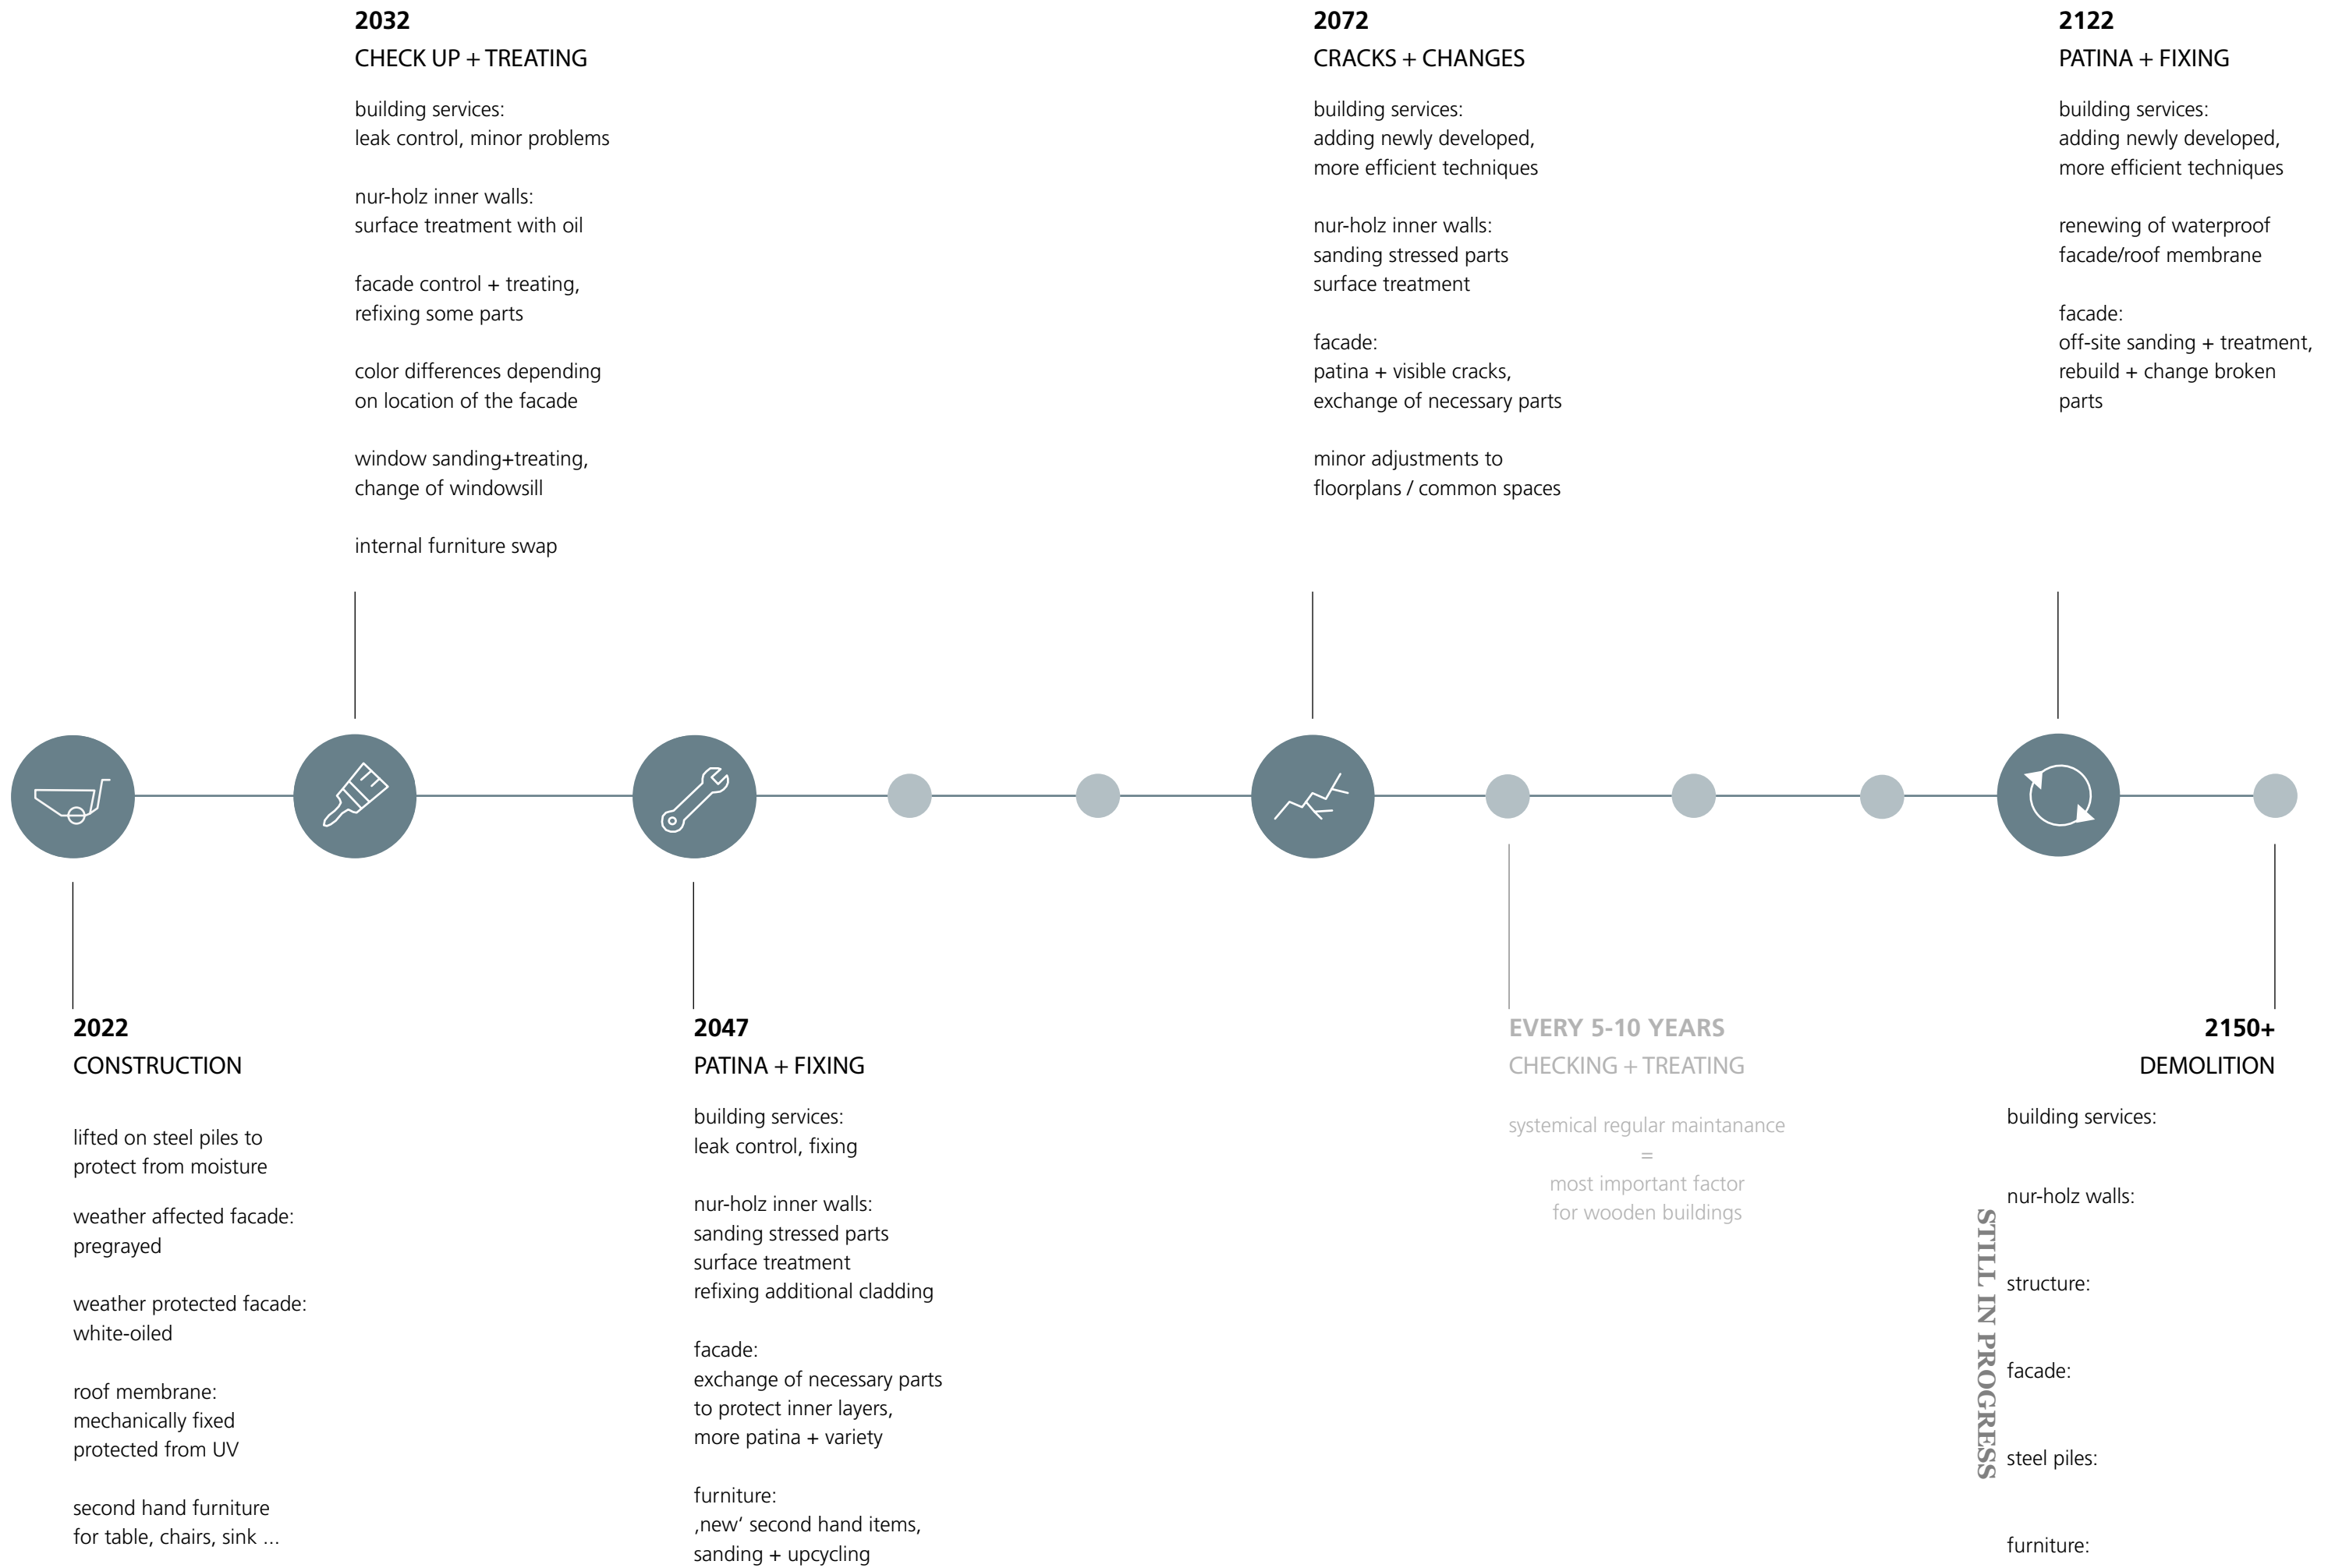 2032
CHECK UP + TREATING
building services:
leak control, minor problems
nur-holz inner walls:
surface treatment with oil
facade control + treating,
refixing some parts
color differences depending
on location of the facade
window sanding+treating,
change of windowsill
internal furniture swap
2072
CRACKS + CHANGES
building services:
adding newly developed,
more efficient techniques
nur-holz inner walls:
sanding stressed parts
surface treatment
facade:
patina + visible cracks,
exchange of necessary parts
minor adjustments to
floorplans / common spaces
2122
PATINA + FIXING
building services:
adding newly developed,
more efficient techniques
renewing of waterproof
facade/roof membrane
facade:
off-site sanding + treatment,
rebuild + change broken
parts
2022
CONSTRUCTION
lifted on steel piles to
protect from moisture
weather affected facade:
pregrayed
weather protected facade:
white-oiled
roof membrane:
mechanically fixed
protected from UV
second hand furniture
for table, chairs, sink ...
2047
PATINA + FIXING
building services:
leak control, fixing
nur-holz inner walls:
sanding stressed parts
surface treatment
refixing additional cladding
facade:
exchange of necessary parts
to protect inner layers,
more patina + variety
furniture:
‚new‘ second hand items,
sanding + upcycling
EVERY 5-10 YEARS
CHECKING + TREATING
systemical regular maintanance
=
most important factor
for wooden buildings
2150+
DEMOLITION
building services:
nur-holz walls:
structure:
facade:
steel piles:
furniture:
STILL IN PROGRESS